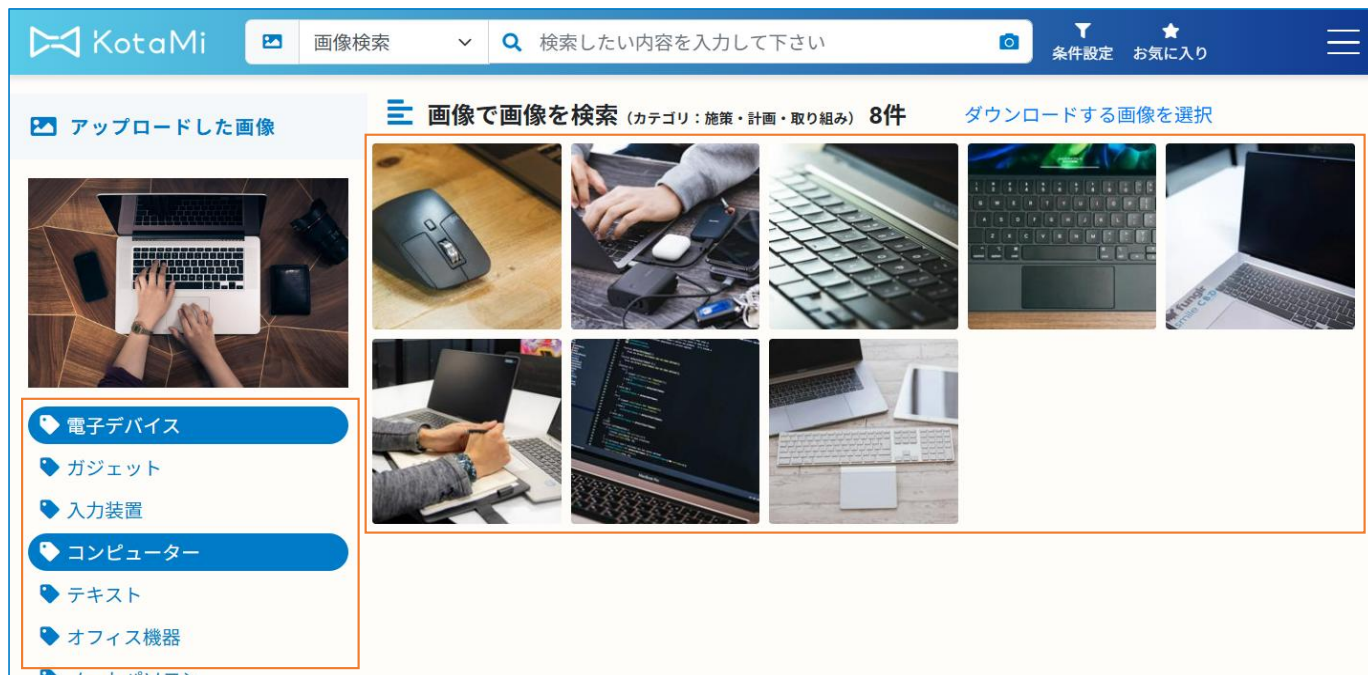 KotaMi
画像検索
検索したい内容を入力して下さい
条件設定
お気に入り
アップロードした画像
画像で画像を検索 (カテゴリ：施策・計画・取り組み) 8件
ダウンロードする画像を選択
電子デバイス
ガジェット
入力装置
コンピューター
テキスト
オフィス機器
fungle
smile C&D